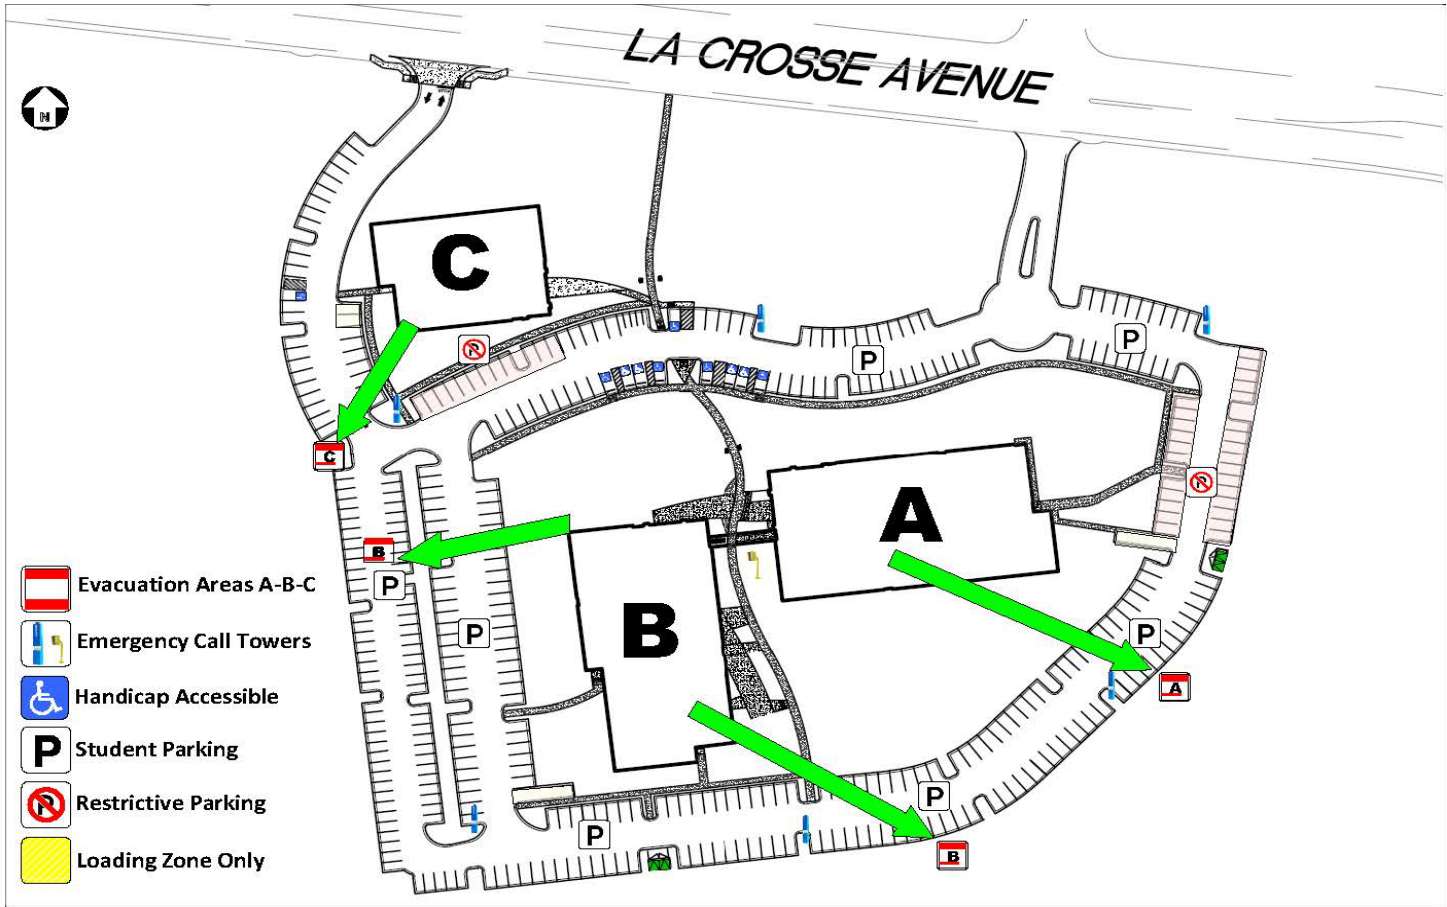 LA CROSSE AVENUE
N
C
P
P
C
A
B
P
Evacuation Areas A-B-C
P
B
P
Emergency Call Towers
P
A
Handicap Accessible
P
Student Parking
P
P
Restrictive Parking
P
P
B
P
Loading Zone Only